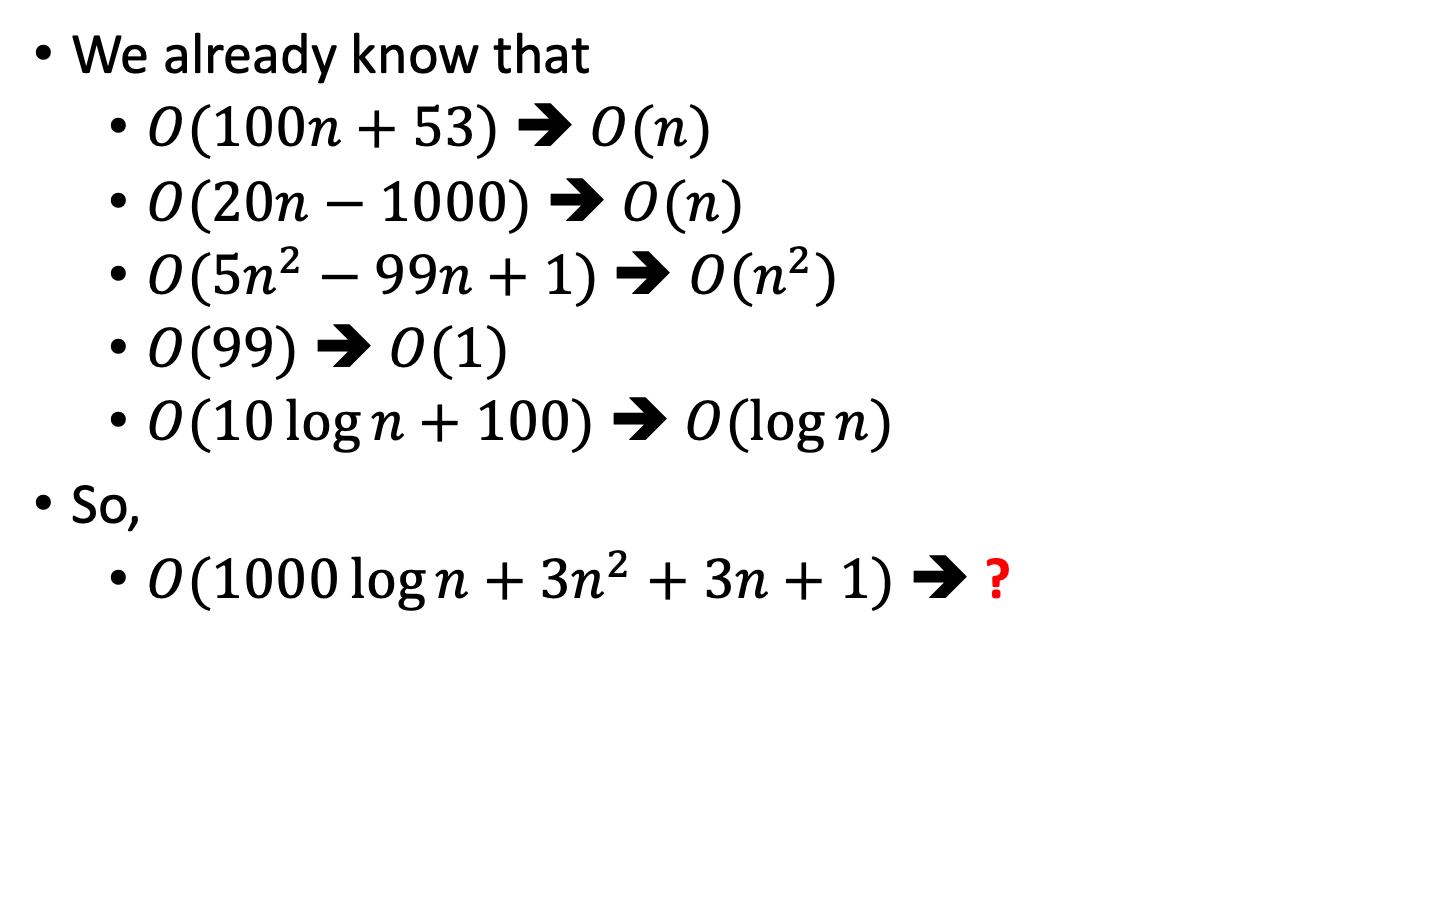 • We already know that
• O(100n + 53) ➔ O(n)
• O(20n − 1000) ➔ O(n)
• O(5n² − 99n + 1) ➔ O(n²)
• O(99) ➔ O(1)
• O(10 log n + 100) ➔ O(log n)
• So,
• O(1000 log n + 3n² + 3n + 1) ➔ ?